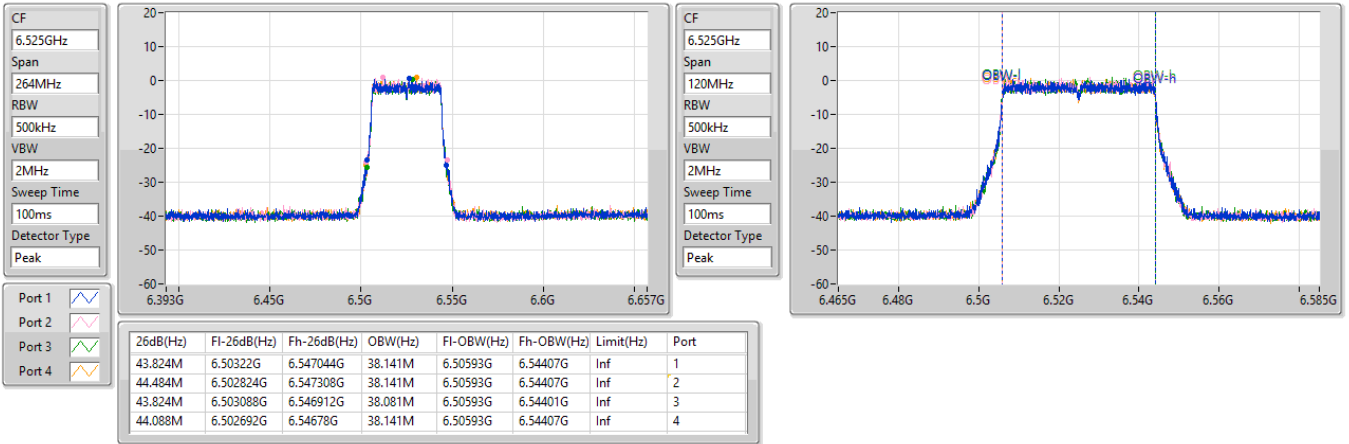 CF
6.525GHz
Span
264MHz
RBW
500kHz
VBW
2MHz
Sweep Time
100ms
Detector Type
Peak
20
10
0
-10
-20
-30
-40
-50
-60
6.393G 6.45G 6.5G 6.55G 6.6G 6.657G
CF
6.525GHz
Span
120MHz
RBW
500kHz
VBW
2MHz
Sweep Time
100ms
Detector Type
Peak
20
10
0
-10
-20
-30
-40
-50
-60
OBW-l OBW-h
6.465G 6.48G 6.5G 6.52G 6.54G 6.56G 6.585G
Port 1
Port 2
Port 3
Port 4
26dB(Hz) Fl-26dB(Hz) Fh-26dB(Hz) OBW(Hz) Fl-OBW(Hz) Fh-OBW(Hz) Limit(Hz) Port
43.824M 6.50322G 6.547044G 38.141M 6.50593G 6.54407G Inf 1
44.484M 6.502824G 6.547308G 38.141M 6.50593G 6.54407G Inf 2
43.824M 6.503088G 6.546912G 38.081M 6.50593G 6.54401G Inf 3
44.088M 6.502692G 6.54678G 38.141M 6.50593G 6.54407G Inf 4